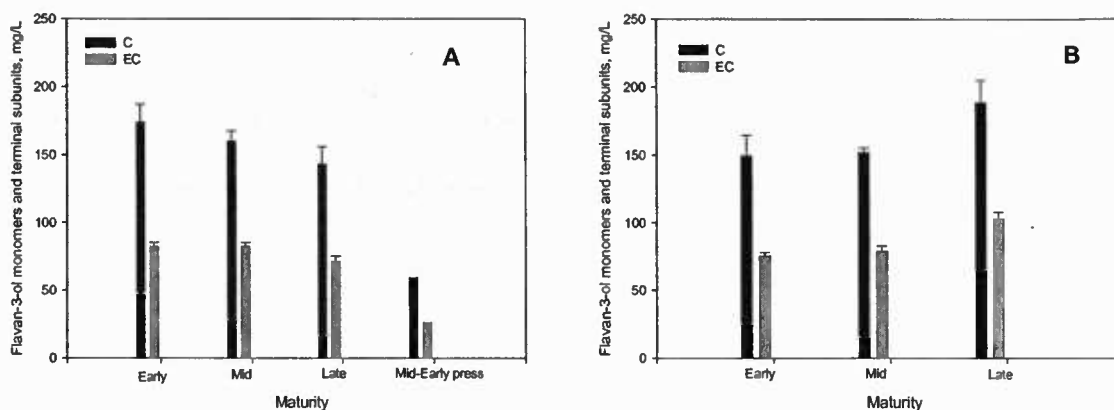 Flavan-3-ol monomers and terminal subunits, mg/L
250
200
150
100
50
0
C
EC
A
Early
Mid
Late
Mid-Early press
Maturity
Flavan-3-ol monomers and terminal subunits, mg/L
250
200
150
100
50
0
C
EC
B
Early
Mid
Late
Maturity